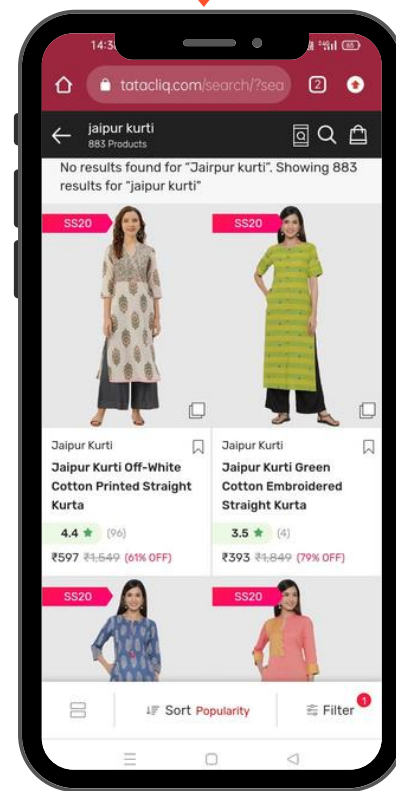 14:3
5G 4G 65
tatacliq.com/search/?sea
2
jaipur kurti
883 Products
No results found for "Jairpur kurti". Showing 883
results for "jaipur kurti"
SS20 SS20
Jaipur Kurti Jaipur Kurti
Jaipur Kurti Off-White
Cotton Printed Straight
Kurta
Jaipur Kurti Green
Cotton Embroidered
Straight Kurta
4.4 ★ (96) 3.5 ★ (4)
₹597 ₹1,549 (61% OFF) ₹393 ₹1,849 (79% OFF)
SS20 SS20
Sort Popularity Filter 1